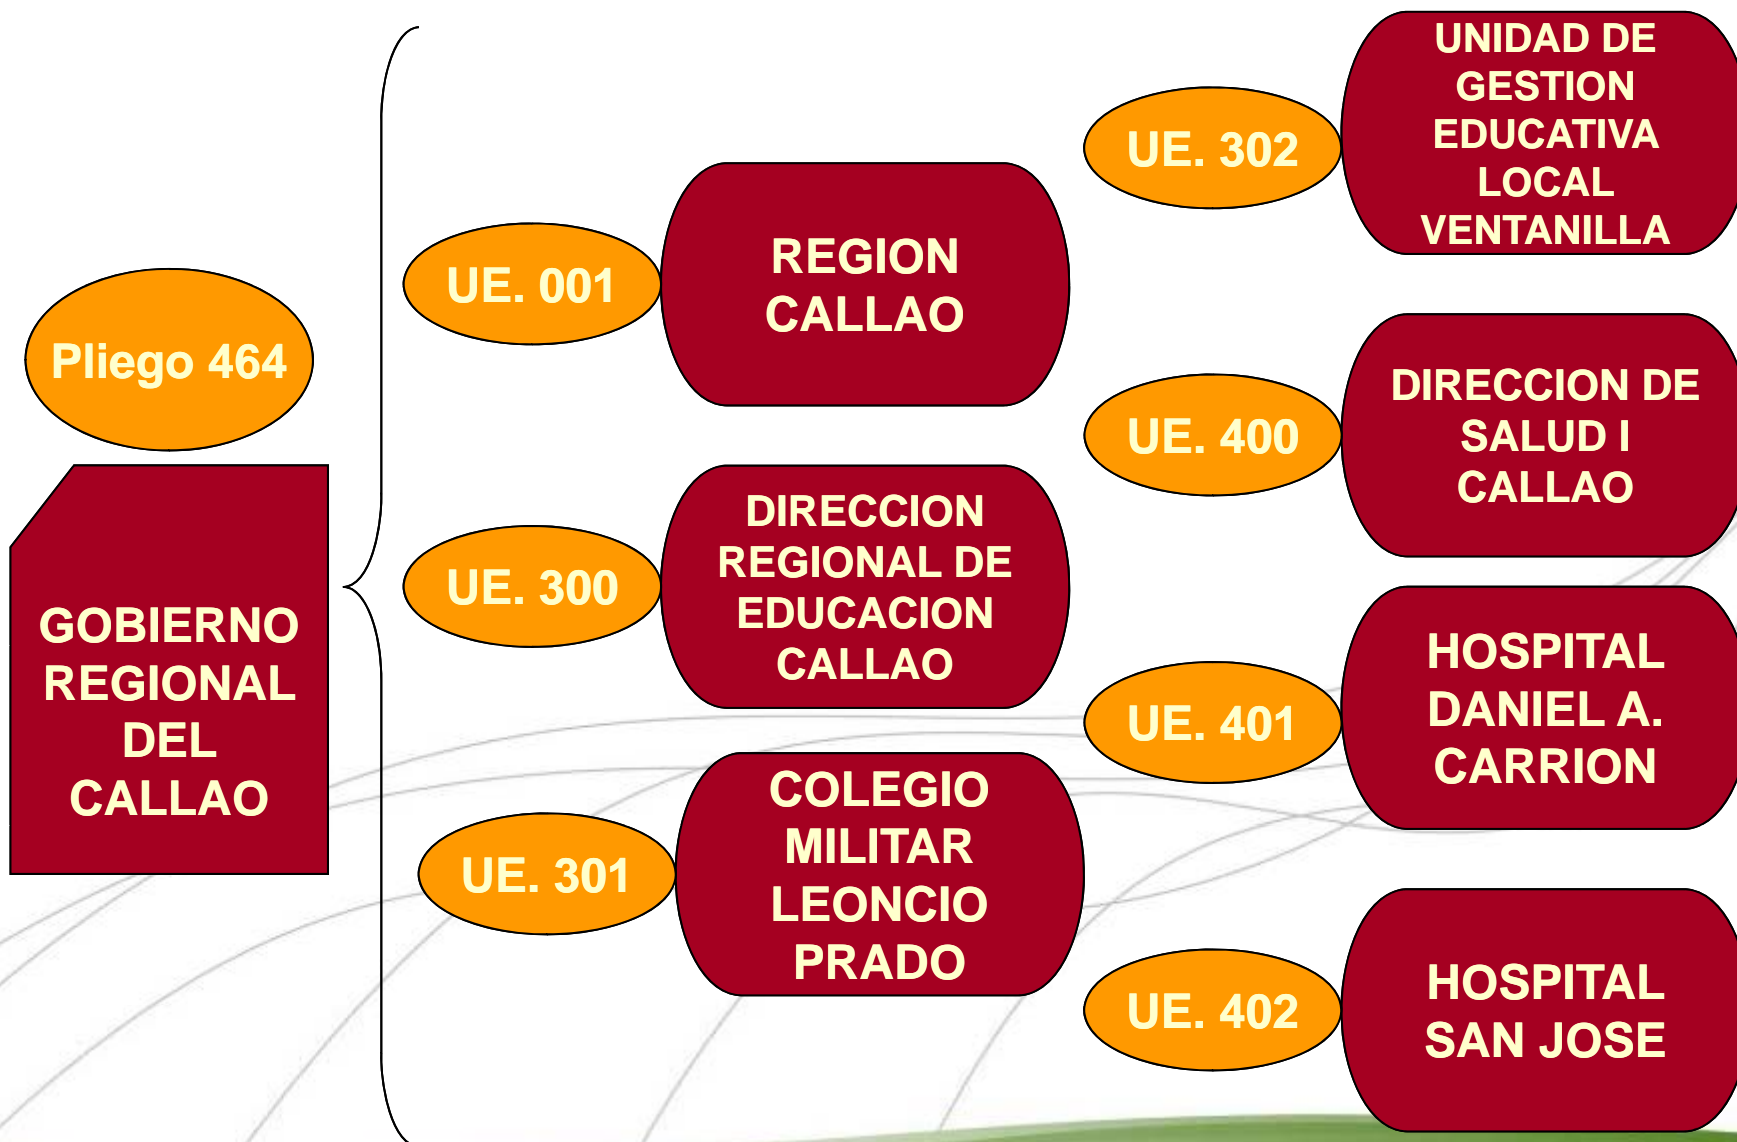 Pliego 464
GOBIERNO
REGIONAL
DEL
CALLAO
UE. 001
REGION
CALLAO
UE. 300
DIRECCION
REGIONAL DE
EDUCACION
CALLAO
UE. 301
COLEGIO
MILITAR
LEONCIO
PRADO
UE. 302
UNIDAD DE
GESTION
EDUCATIVA
LOCAL
VENTANILLA
UE. 400
DIRECCION DE
SALUD I
CALLAO
UE. 401
HOSPITAL
DANIEL A.
CARRION
UE. 402
HOSPITAL
SAN JOSE